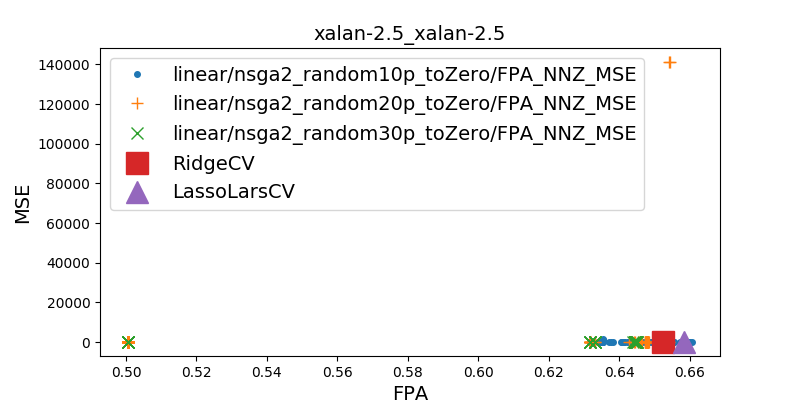 xalan-2.5_xalan-2.5
linear/nsga2_random10p_toZero/FPA_NNZ_MSE
linear/nsga2_random20p_toZero/FPA_NNZ_MSE
linear/nsga2_random30p_toZero/FPA_NNZ_MSE
RidgeCV
LassoLarsCV
MSE
140000
120000
100000
80000
60000
40000
20000
0
0.50 0.52 0.54 0.56 0.58 0.60 0.62 0.64 0.66
FPA